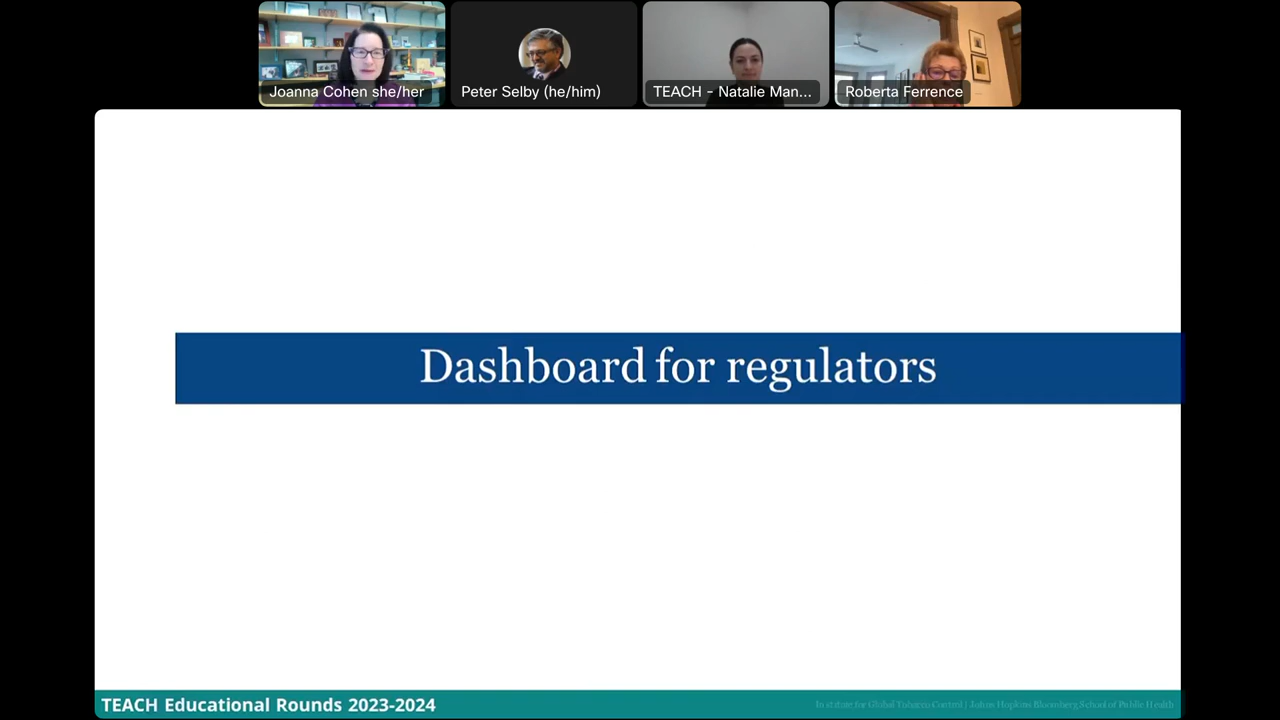 Joanna Cohen she/her
Peter Selby (he/him)
TEACH - Natalie Man...
Roberta Ferrence
Dashboard for regulators
TEACH Educational Rounds 2023-2024
Institute for Global Tobacco Control | Johns Hopkins Bloomberg School of Public Health